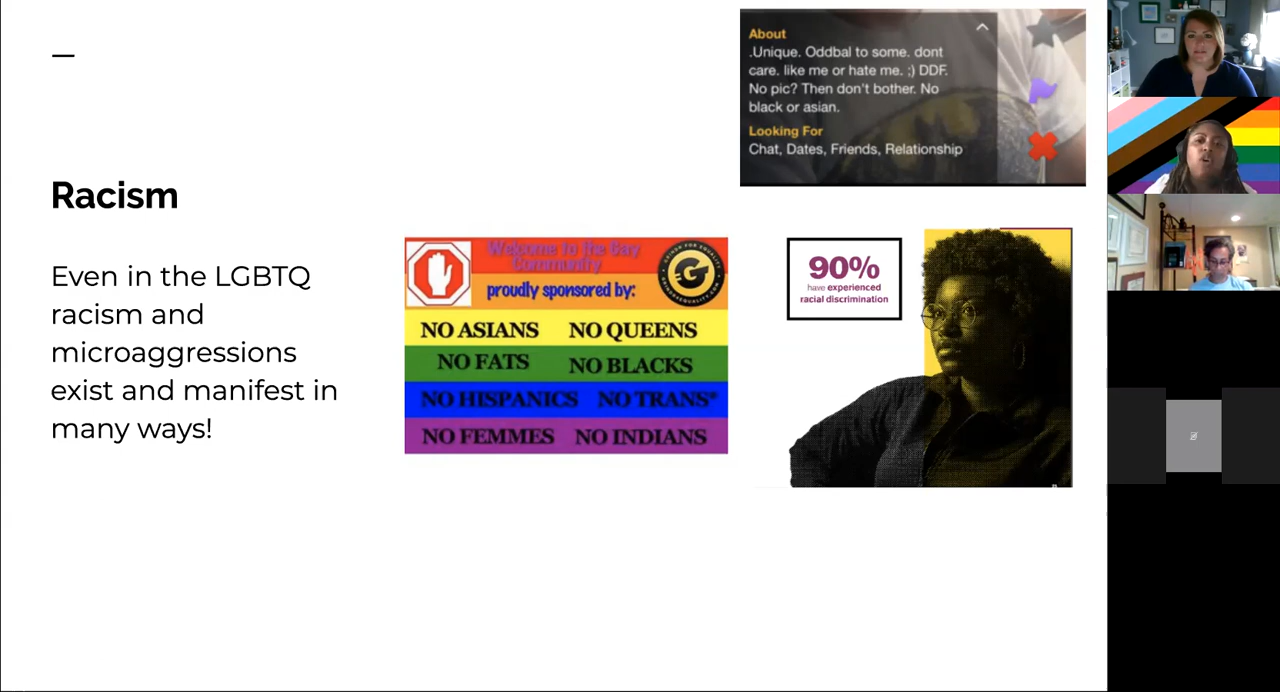 Racism
Even in the LGBTQ
racism and
microaggressions
exist and manifest in
many ways!
About
.Unique. Oddbal to some. dont
care. like me or hate me. ;) DDF.
No pic? Then don't bother. No
black or asian.
Looking For
Chat, Dates, Friends, Relationship
Welcome to the Gay
Community
proudly sponsored by:
NO ASIANS NO QUEENS
NO FATS NO BLACKS
NO HISPANICS NO TRANS*
NO FEMMES NO INDIANS
90%
have experienced
racial discrimination